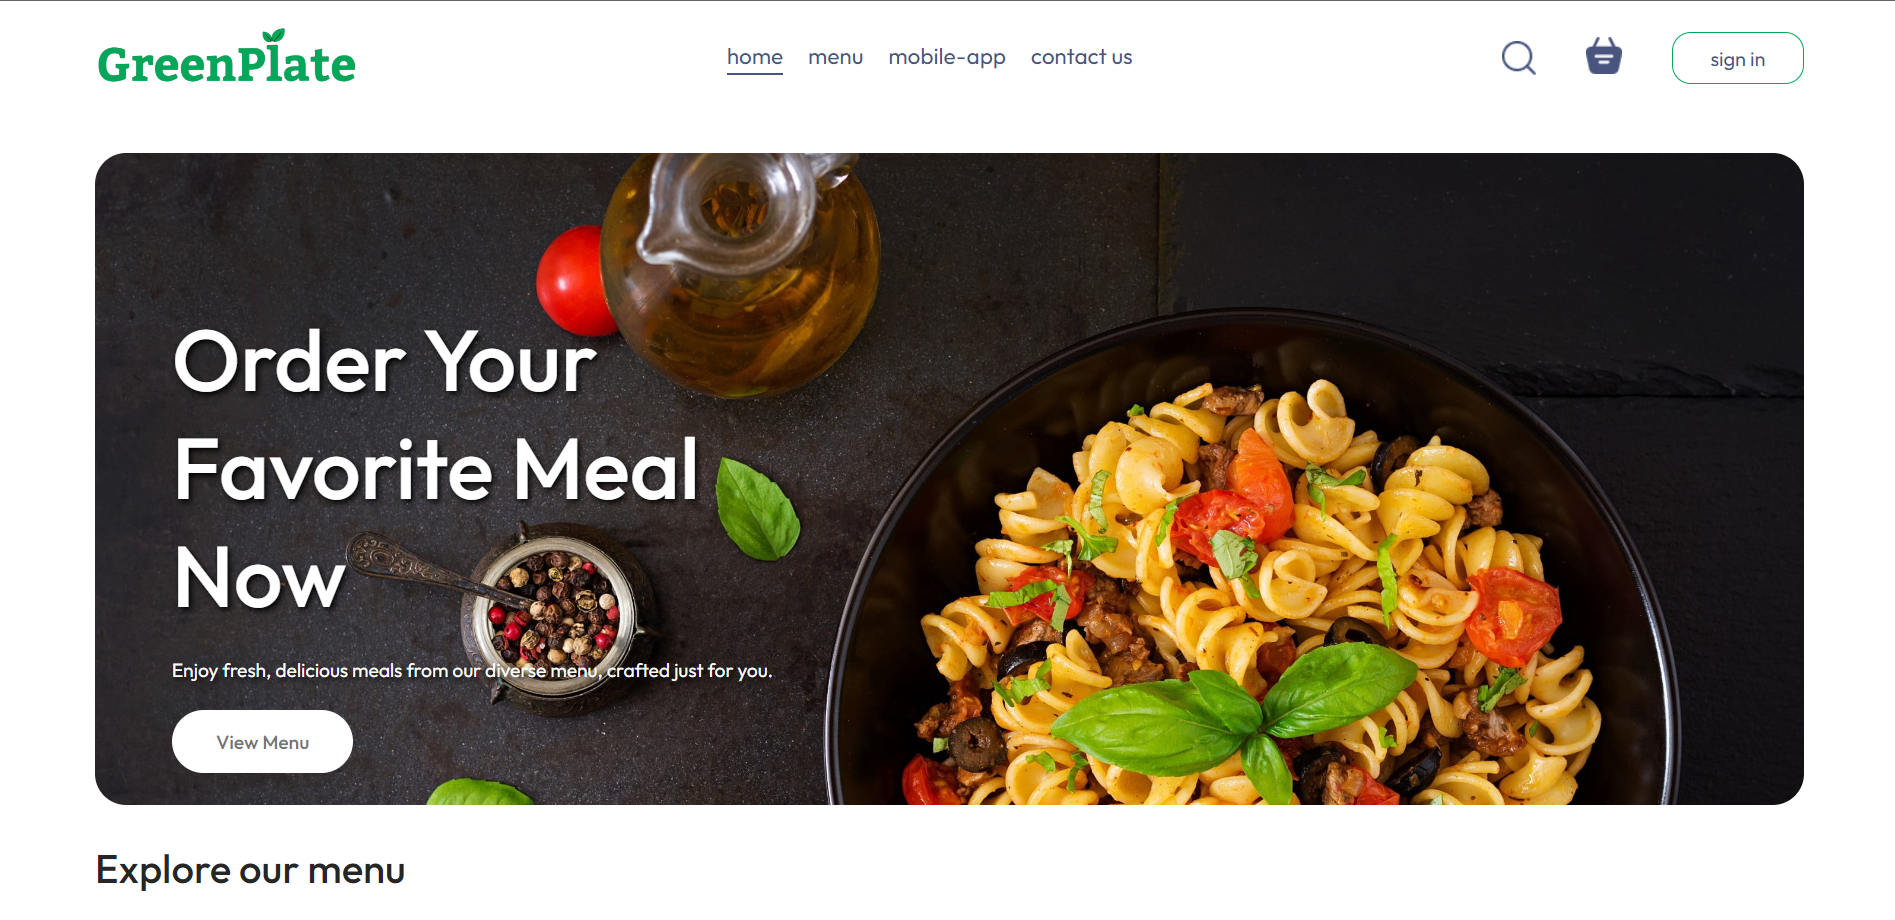 GreenPlate
home menu mobile-app contact us
sign in
Order Your
Favorite Meal
Now
Enjoy fresh, delicious meals from our diverse menu, crafted just for you.
View Menu
Explore our menu